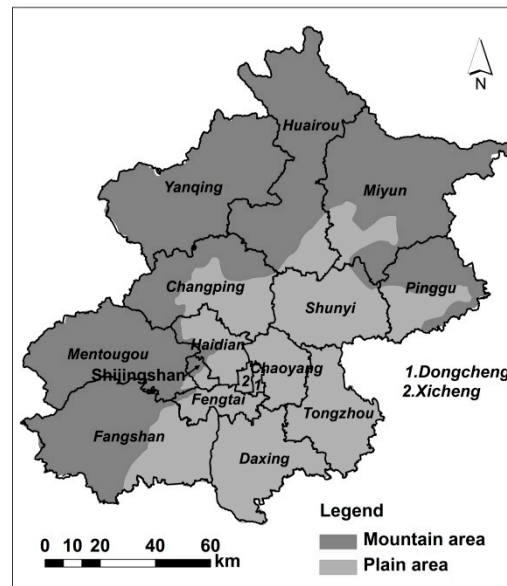 N
Huairou
Yanqing
Miyun
Changping
Shunyi
Pinggu
Haidian
Mentougou
Shijingshan
Chaoyang
2 1
Fengtai
1.Dongcheng
2.Xicheng
Tongzhou
Fangshan
Daxing
Legend
Mountain area
Plain area
0 10 20 40 60
km